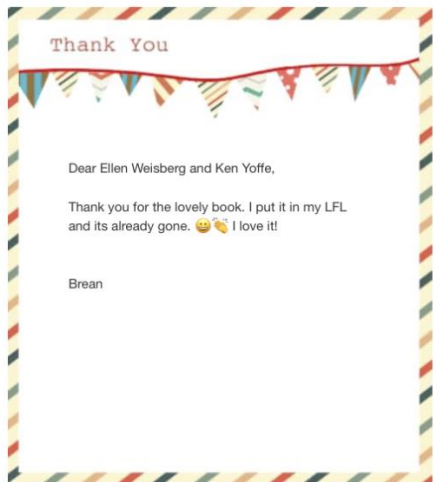 Thank You
Dear Ellen Weisberg and Ken Yoffe,
Thank you for the lovely book. I put it in my LFL
and its already gone. 😀👏 I love it!
Brean